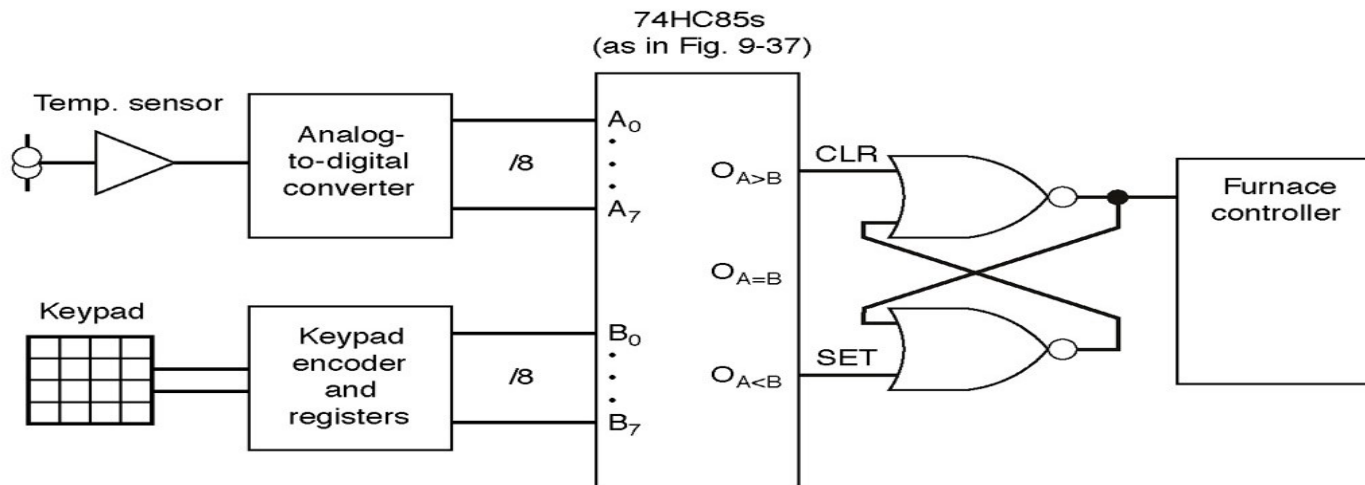 74HC85s
(as in Fig. 9-37)
Temp. sensor
Analog-
to-digital
converter
/8
A0
A7
OA>B
CLR
Furnace
controller
OA=B
Keypad
Keypad
encoder
and
registers
/8
B0
B7
OA<B
SET